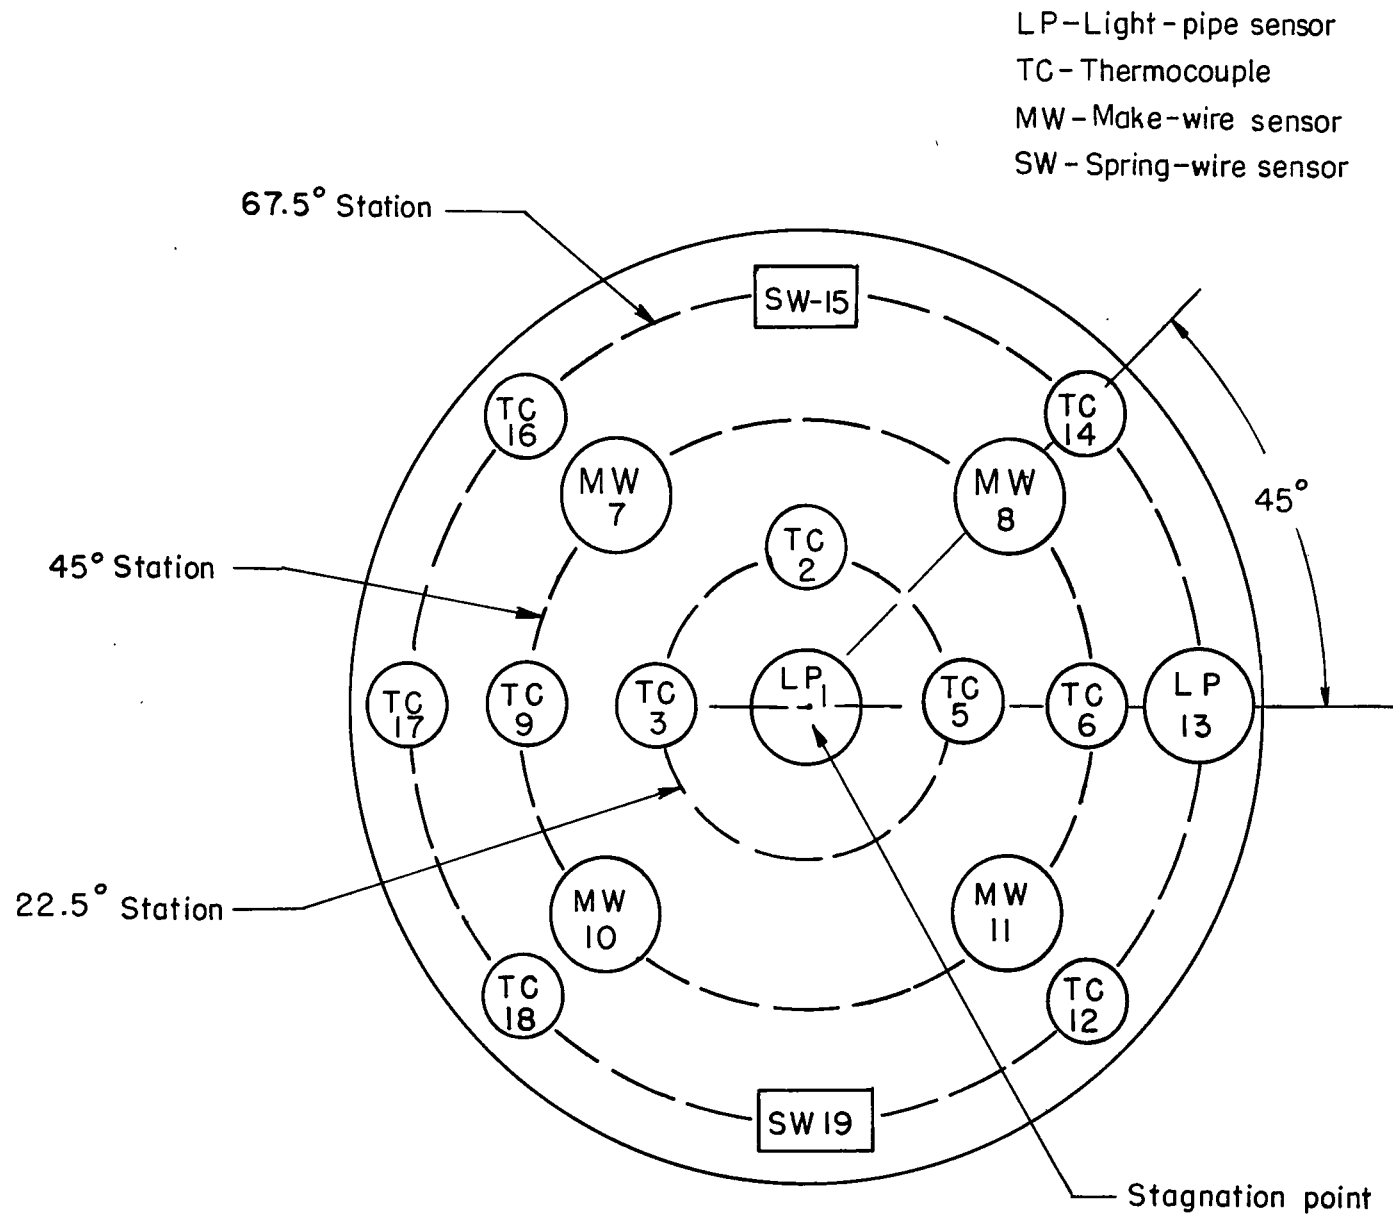 LP-Light-pipe sensor
TC-Thermocouple
MW-Make-wire sensor
SW-Spring-wire sensor
67.5° Station
SW-15
TC
16
TC
14
MW
7
MW
8
45°
TC
2
45° Station
LP 1
TC
17
TC
9
TC
3
TC
5
TC
6
LP
13
22.5° Station
MW
10
MW
11
TC
18
TC
12
SW 19
Stagnation point